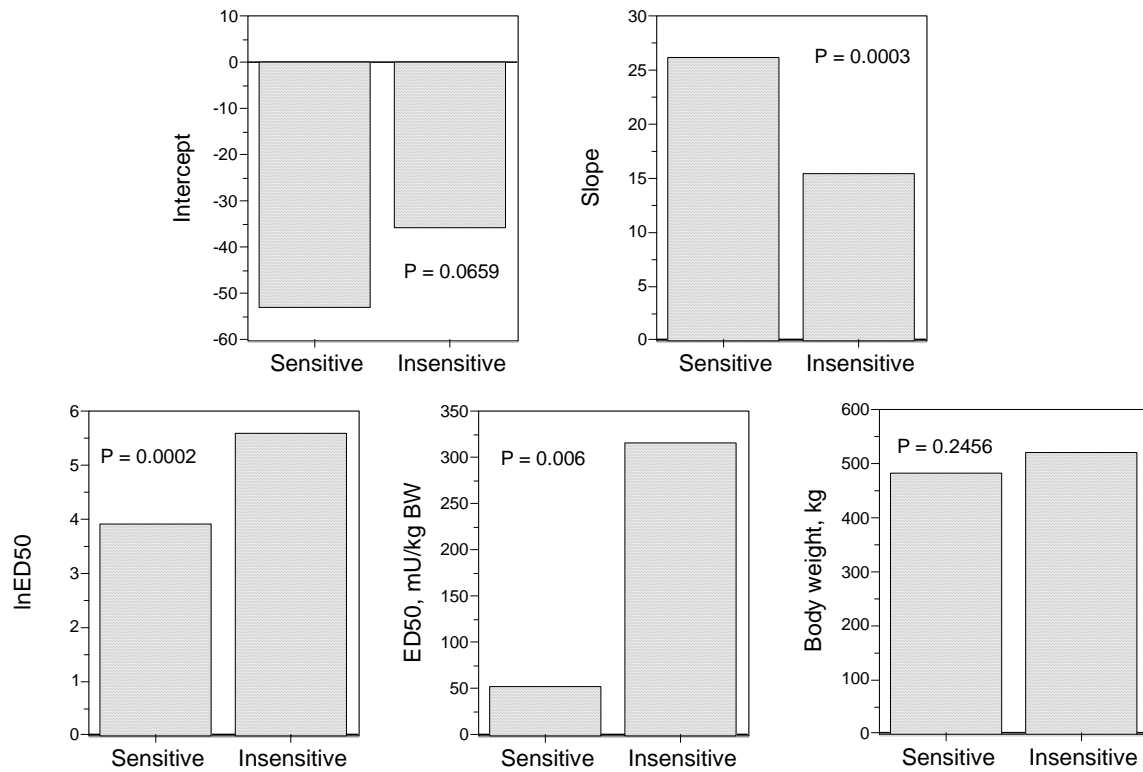 10
0
-10
-20
-30
-40
-50
-60
Intercept
P = 0.0659
Sensitive Insensitive
30
25
20
15
10
5
0
Slope
P = 0.0003
Sensitive Insensitive
6
5
4
3
2
1
0
lnED50
P = 0.0002
Sensitive Insensitive
350
300
250
200
150
100
50
0
ED50, mU/kg BW
P = 0.006
Sensitive Insensitive
600
500
400
300
200
100
0
Body weight, kg
P = 0.2456
Sensitive Insensitive